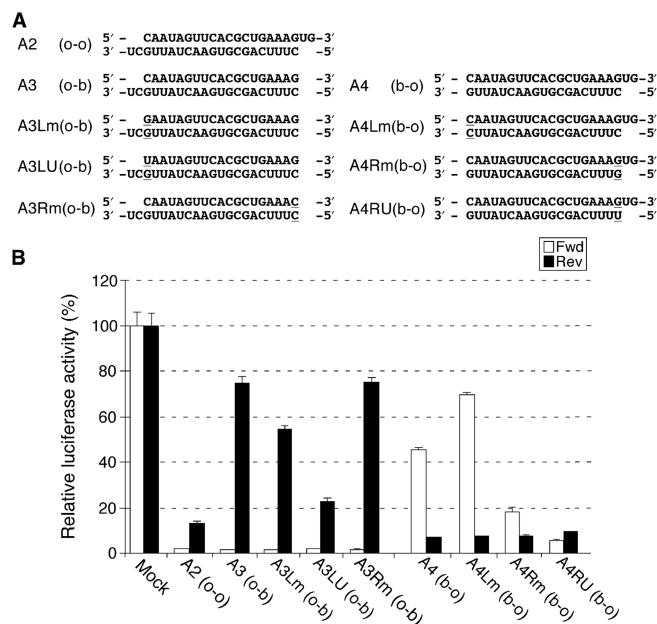 A
A2 (o-o) 5′ - CAAUAGUUCACGCUGAAAGUG-3′
3′ -UCGUUAUCAAGUGCGACUUUC -5′
A3 (o-b) 5′ - CAAUAGUUCACGCUGAAAG -3′
3′ -UCGUUAUCAAGUGCGACUUUC -5′
A4 (b-o) 5′ - CAAUAGUUCACGCUGAAAGUG -3′
3′ - GUUAUCAAGUGCGACUUUC -5′
A3Lm(o-b) 5′ - GAAUAGUUCACGCUGAAAG -3′
3′ -UCGUUAUCAAGUGCGACUUUC -5′
A4Lm(b-o) 5′ - CAAUAGUUCACGCUGAAAGUG -3′
3′ - CUUAUCAAGUGCGACUUUC -5′
A3LU(o-b) 5′ - UAAUAGUUCACGCUGAAAG -3′
3′ -UCGUUAUCAAGUGCGACUUUC -5′
A4Rm(b-o) 5′ - CAAUAGUUCACGCUGAAAGUG -3′
3′ - GUUAUCAAGUGCGACUUUG -5′
A3Rm(o-b) 5′ - CAAUAGUUCACGCUGAAAC -3′
3′ -UCGUUAUCAAGUGCGACUUUC -5′
A4RU(b-o) 5′ - CAAUAGUUCACGCUGAAAGUG -3′
3′ - GUUAUCAAGUGCGACUUUU -5′
B
Fwd
Rev
Relative luciferase activity (%)
120
100
80
60
40
20
0
Mock
A2 (o-o)
A3 (o-b)
A3Lm (o-b)
A3LU (o-b)
A3Rm (o-b)
A4 (b-o)
A4Lm (b-o)
A4Rm (b-o)
A4RU (b-o)